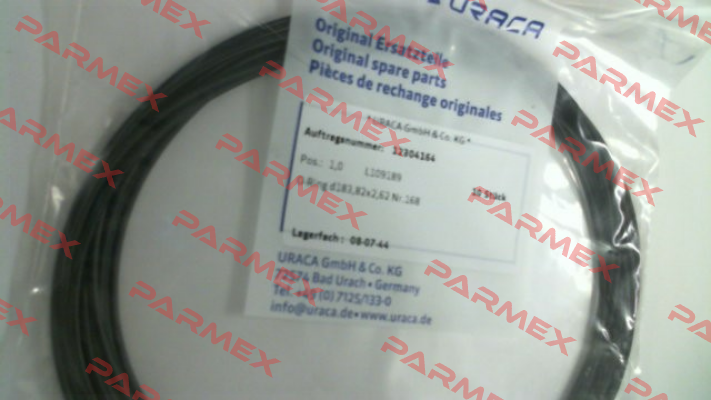 URACA
Original Ersatzteile
Original spare parts
Pièces de rechange originales
* URACA GmbH & Co. KG *
Auftragsnummer: 12304164
Pos.: 1,0 L109189 10 Stück
O-Ring d183,82x2,62 Nr.168
Lagerfach: 08-07-44
URACA GmbH & Co. KG
72574 Bad Urach • Germany
Tel. +49 (0) 7125/133-0
info@uraca.de • www.uraca.de
PARMEX